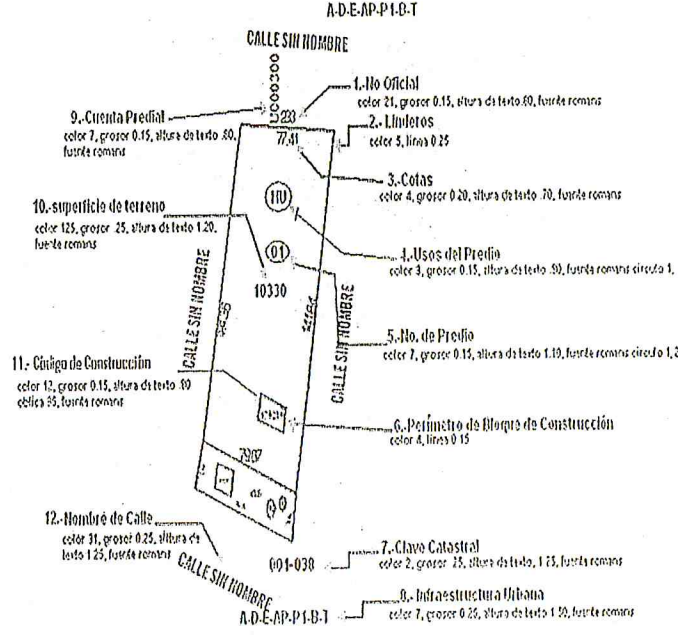 A-D-E-AP-P1-B-T
CALLE SIN NOMBRE
1.-No Oficial
color 21, grosor 0.15, altura de texto .80, fuente romans
9.-Cuenta Predial
color 7, grosor 0.15, altura de texto .80,
fuente romans
233
2.- Linderos
color 5, linea 0.25
77.41
3.-Cotas
color 4, grosor 0.20, altura de texto .70, fuente romans
HU
10.-superficie de terreno
color 125, grosor .25, altura de texto 1.20,
fuente romans
4.-Usos del Predio
color 3, grosor 0.15, altura de texto .90, fuente romans circulo 1,
01
10330
CALLE SIN NOMBRE
CALLE SIN NOMBRE
5.-No. de Predio
color 7, grosor 0.15, altura de texto 1.10, fuente romans circulo 1, 2
11.- Código de Construcción
color 12, grosor 0.15, altura de texto .80
oblica 35, fuente romans
6.-Perímetro de Bloque de Construcción
color 4, linea 0.15
79.07
12.-Nombre de Calle
color 31, grosor 0.25, altura de
texto 1.25, fuente romans
CALLE SIN NOMBRE
001-038
7.-Clave Catastral
color 2, grosor .25, altura de texto, 1.25, fuente romans
A-D-E-AP-P1-B-T
8.- Infraestructura Urbana
color 7, grosor 0.25, altura de texto 1.50, fuente romans